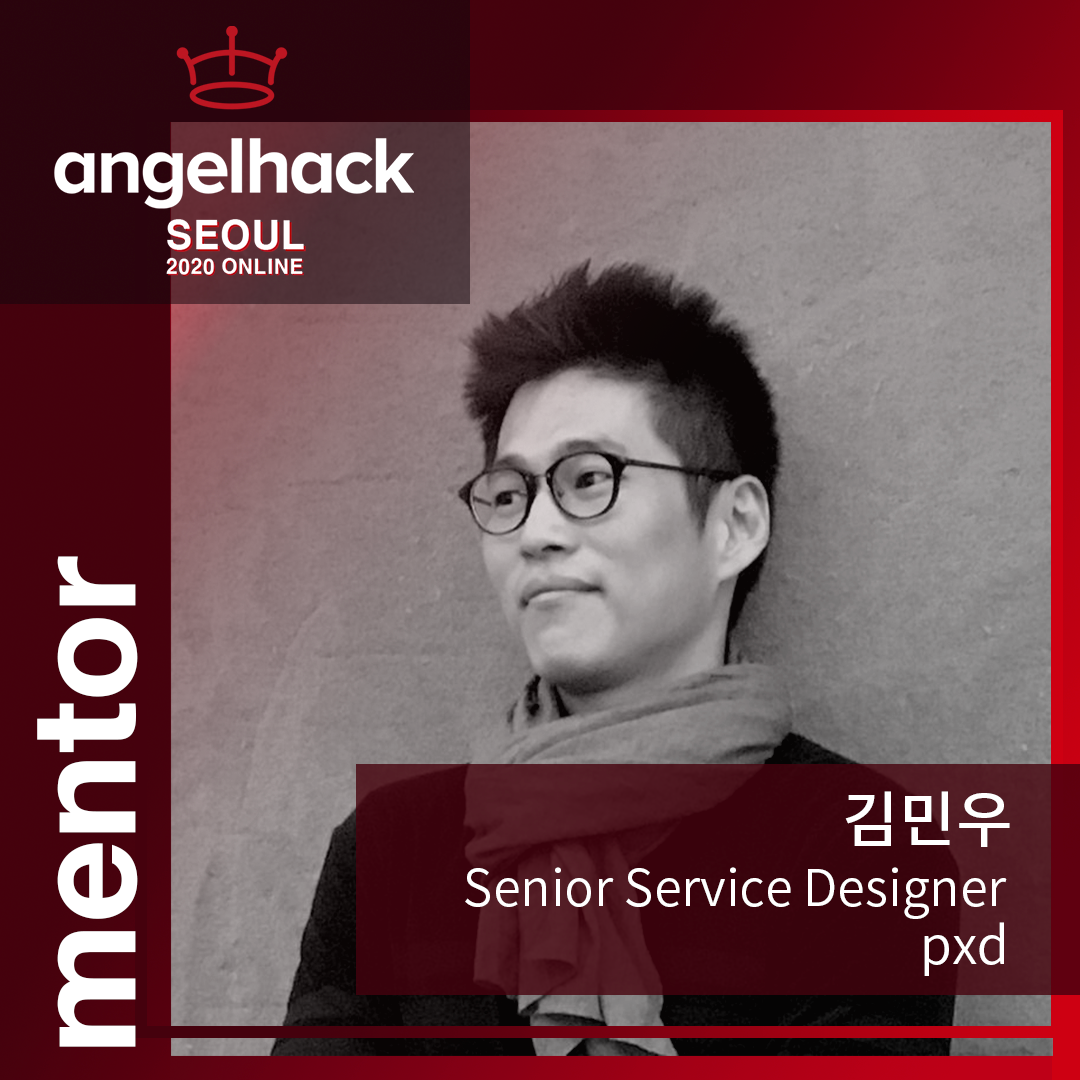 angelhack
SEOUL
2020 ONLINE
mentor
김민우
Senior Service Designer
pxd